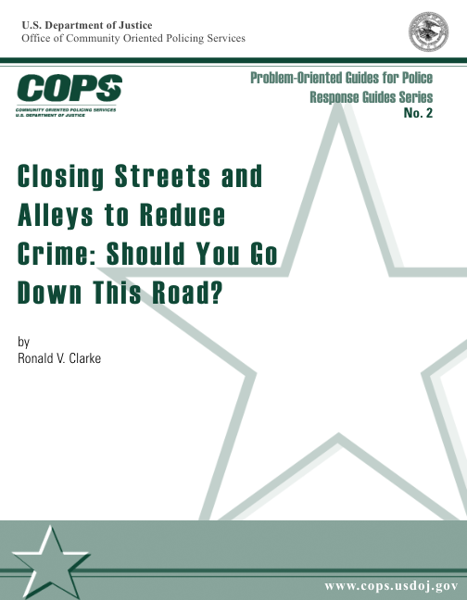 U.S. Department of Justice
Office of Community Oriented Policing Services
COPS
COMMUNITY ORIENTED POLICING SERVICES
U.S. DEPARTMENT OF JUSTICE
Problem-Oriented Guides for Police
Response Guides Series
No. 2
Closing Streets and
Alleys to Reduce
Crime: Should You Go
Down This Road?
by
Ronald V. Clarke
www.cops.usdoj.gov